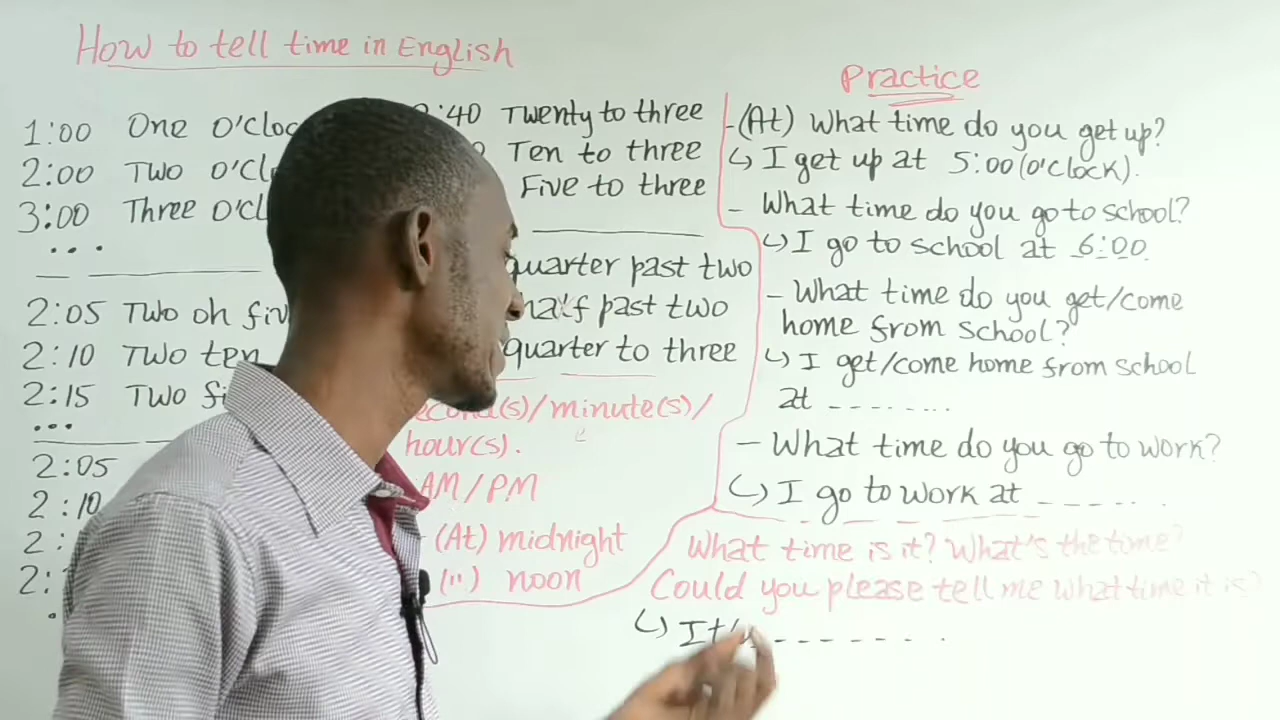 How to tell time in English
1:00 One O'Cloc
2:00 Two O'Cl
3:00 Three O'cl
...
2:05 Two oh fiv
2:10 Two ten
2:15 Two fi
...
2:05
2:10
2:
2:
:40 Twenty to three
Ten to three
Five to three
quarter past two
half past two
quarter to three
second(s)/minute(s)/
hour(s).
AM/PM
(At) midnight
(") noon
Practice
-(At) What time do you get up?
↳ I get up at 5:00 (o'clock).
- What time do you go to school?
↳ I go to school at 6:00.
- What time do you get/come
home from school?
↳ I get/come home from school
at - - - - - - - .
- What time do you go to work?
↳ I go to work at - - - - - .
What time is it? What's the time?
Could you please tell me what time it is?
↳ It's - - - - - - - .